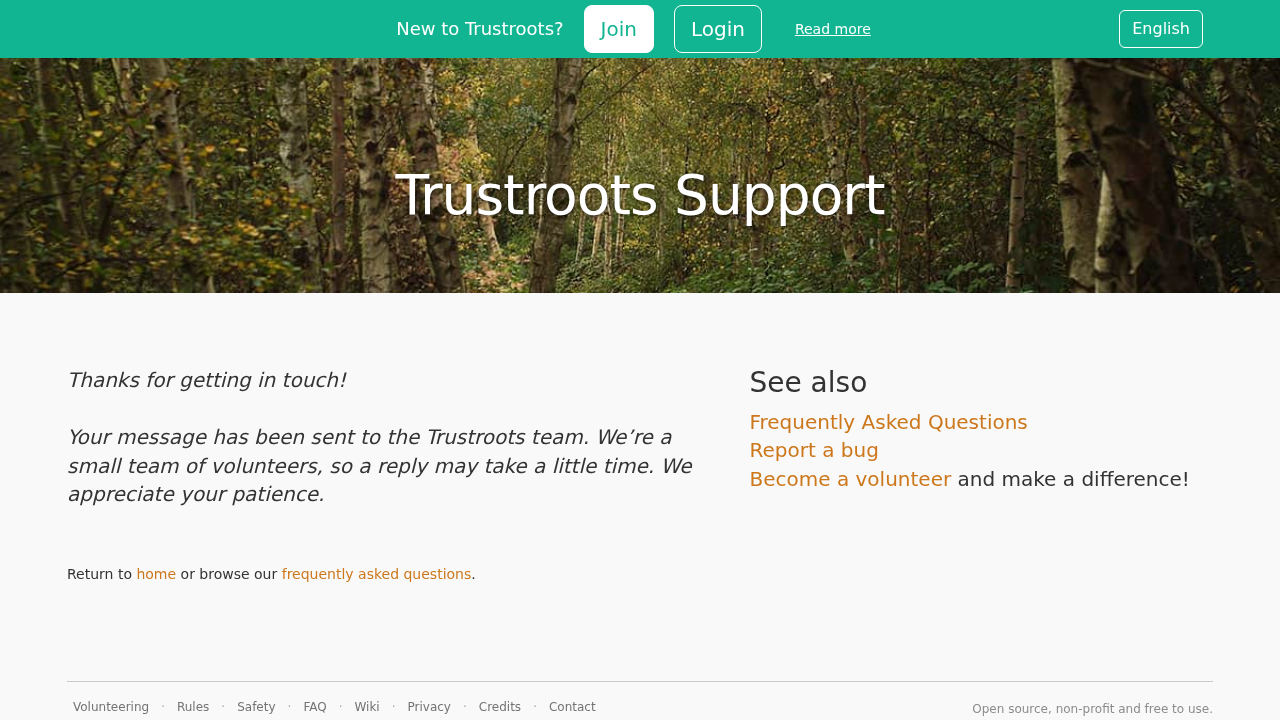 New to Trustroots? Join Login Read more English
Trustroots Support
Thanks for getting in touch!
Your message has been sent to the Trustroots team. We’re a
small team of volunteers, so a reply may take a little time. We
appreciate your patience.
Return to home or browse our frequently asked questions.
See also
Frequently Asked Questions
Report a bug
Become a volunteer and make a difference!
Volunteering · Rules · Safety · FAQ · Wiki · Privacy · Credits · Contact
Open source, non-profit and free to use.